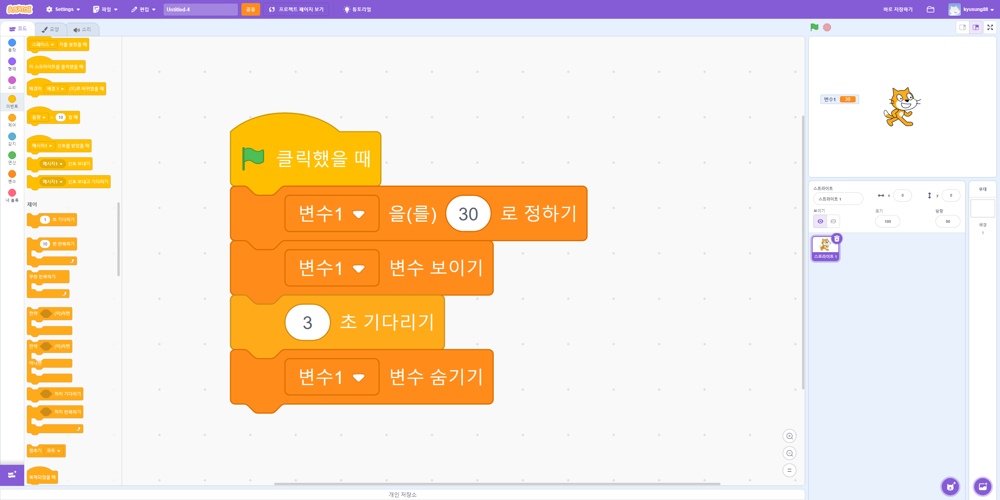 SCRATCH
Settings
파일
편집
Untitled-4
공유
프로젝트 페이지 보기
튜토리얼
바로 저장하기
kyusung88
코드
모양
소리
동작
형태
소리
이벤트
제어
감지
연산
변수
내 블록
스페이스 키를 눌렀을 때
이 스프라이트를 클릭했을 때
배경이 배경 1 (으)로 바뀌었을 때
음량 > 10 일 때
메시지1 신호를 받았을 때
메시지1 신호 보내기
메시지1 신호 보내고 기다리기
제어
1 초 기다리기
10 번 반복하기
무한 반복하기
만약 (이)라면
만약 (이)라면
아니면
까지 기다리기
까지 반복하기
멈추기 모두
복제되었을 때
클릭했을 때
변수1 을(를) 30 로 정하기
변수1 변수 보이기
3 초 기다리기
변수1 변수 숨기기
개인 저장소
변수1 30
스프라이트
스프라이트 1
x 0
y 0
보이기
크기
100
방향
90
스프라이트 1
무대
배경
1